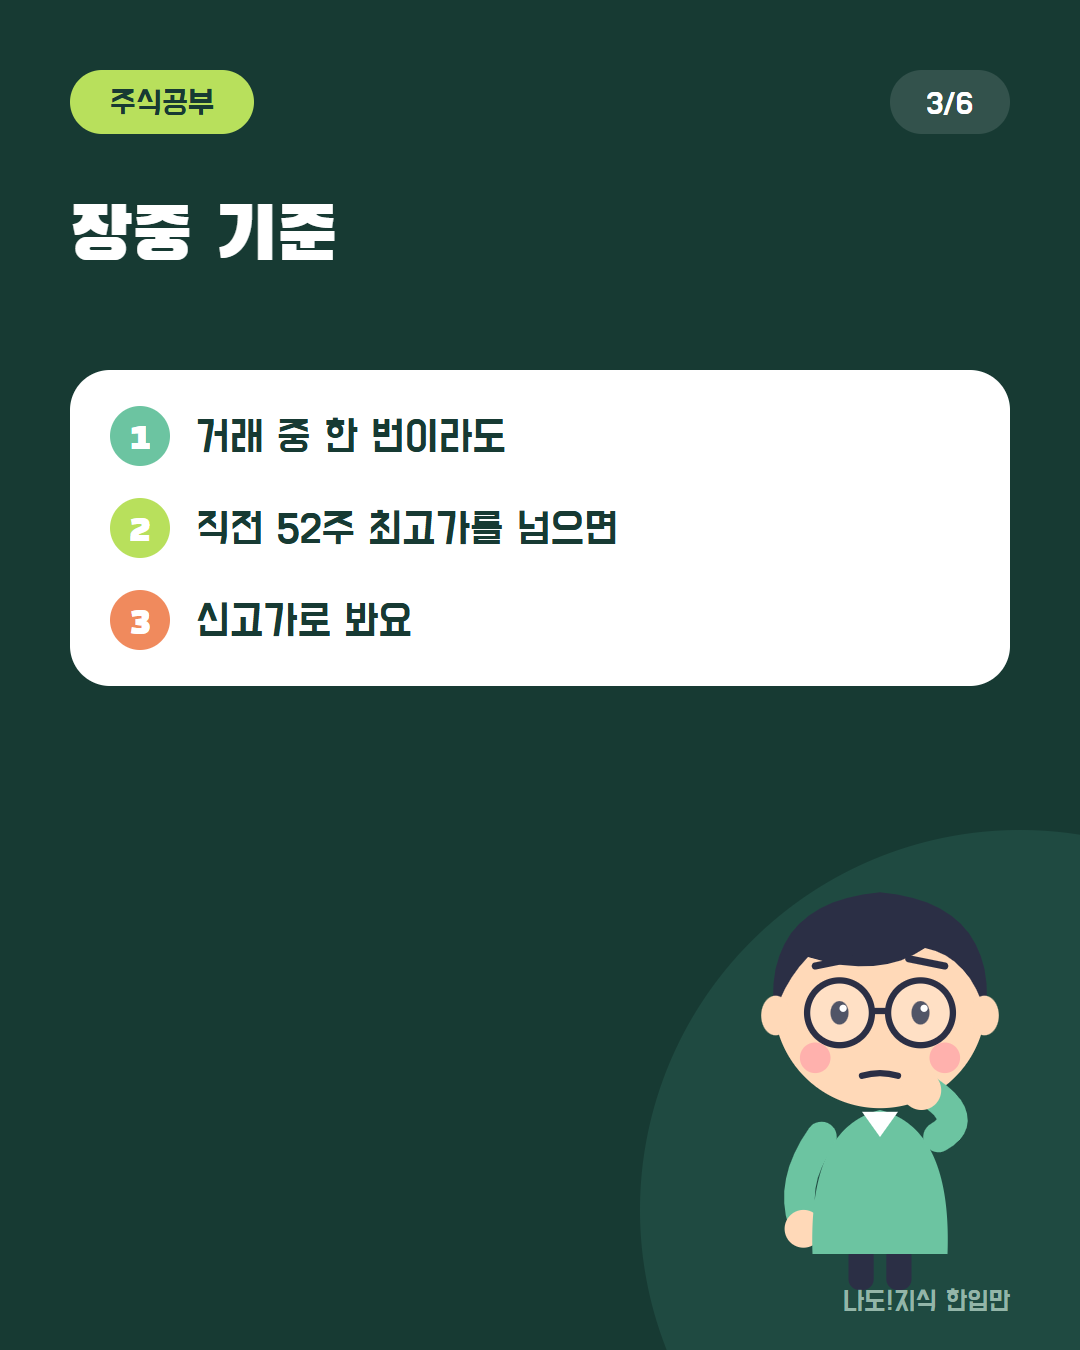 주식공부
3/6
장중 기준
1 거래 중 한 번이라도
2 직전 52주 최고가를 넘으면
3 신고가로 봐요
나도!지식 한입만